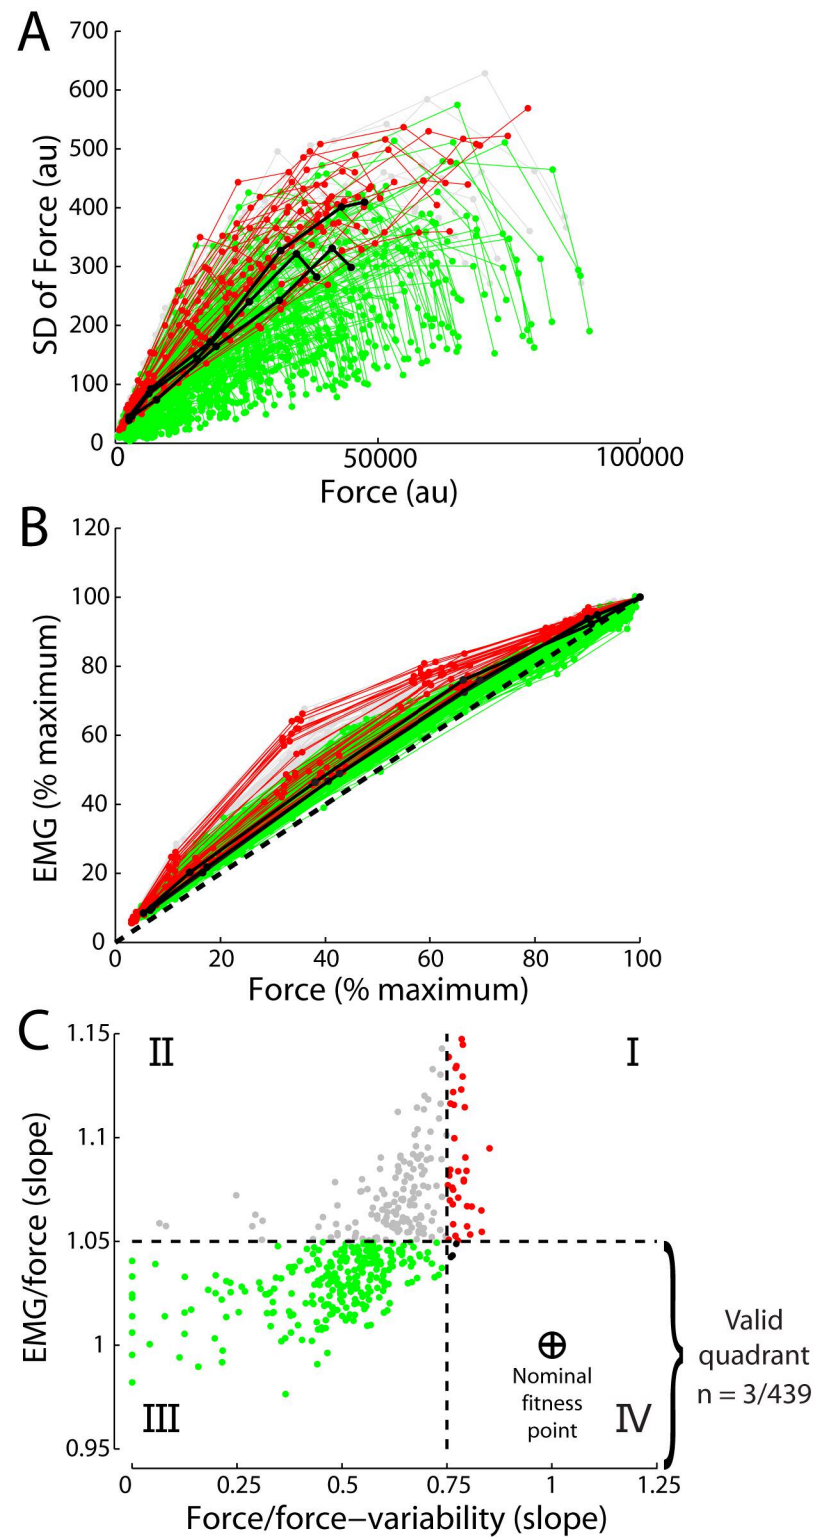 A
700
600
500
400
300
200
100
0
SD of Force (au)
0
50000
100000
Force (au)
B
120
100
80
60
40
20
0
EMG (% maximum)
0
20
40
60
80
100
Force (% maximum)
C
1.15
1.1
1.05
1
0.95
EMG/force (slope)
II
I
III
IV
Nominal
fitness
point
Valid
quadrant
n = 3/439
0
0.25
0.5
0.75
1
1.25
Force/force−variability (slope)